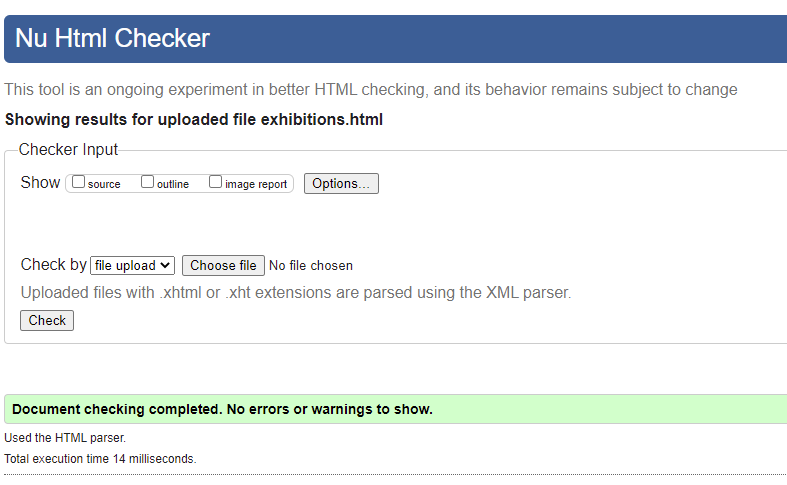 Nu Html Checker
This tool is an ongoing experiment in better HTML checking, and its behavior remains subject to change
Showing results for uploaded file exhibitions.html
Checker Input
Show source outline image report Options...
Check by file upload Choose file No file chosen
Uploaded files with .xhtml or .xht extensions are parsed using the XML parser.
Check
Document checking completed. No errors or warnings to show.
Used the HTML parser.
Total execution time 14 milliseconds.